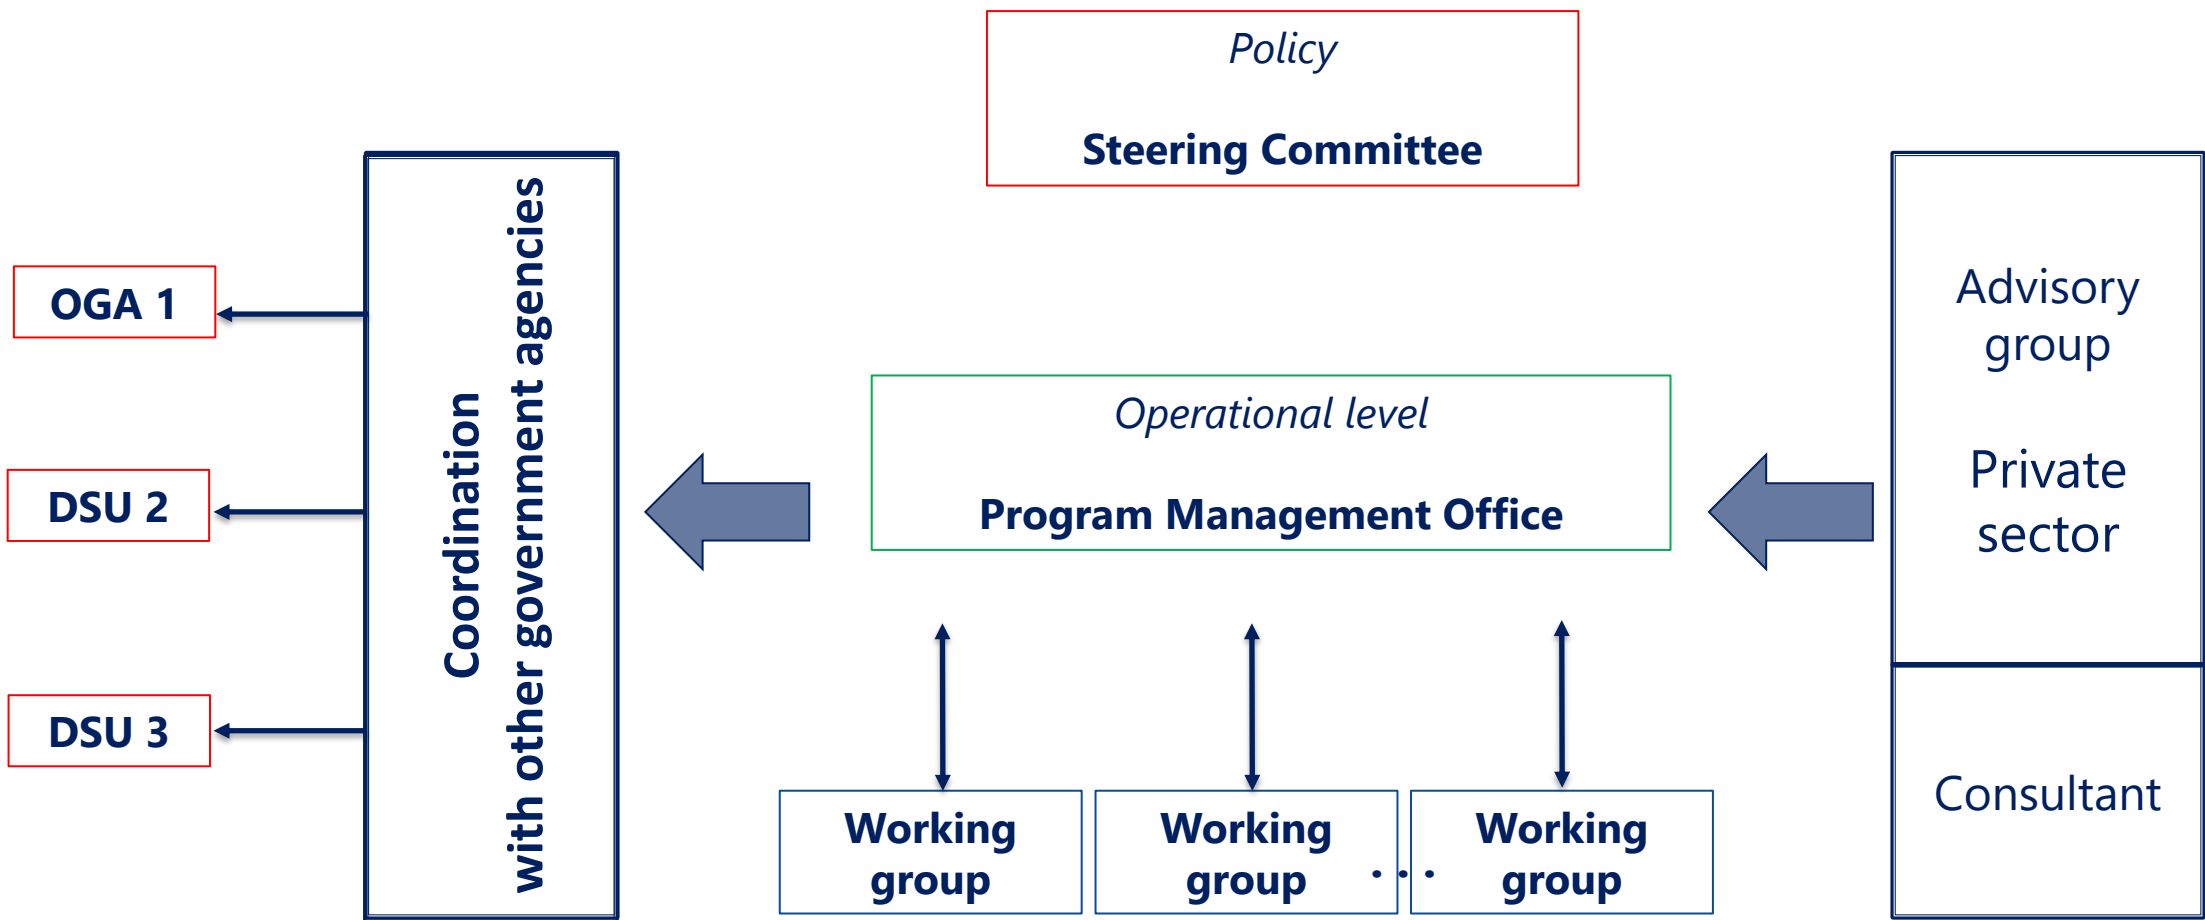 Policy
Steering Committee
OGA 1
DSU 2
DSU 3
Coordination
with other government agencies
Operational level
Program Management Office
Working
group
Working
group
...
Working
group
Advisory
group
Private
sector
Consultant